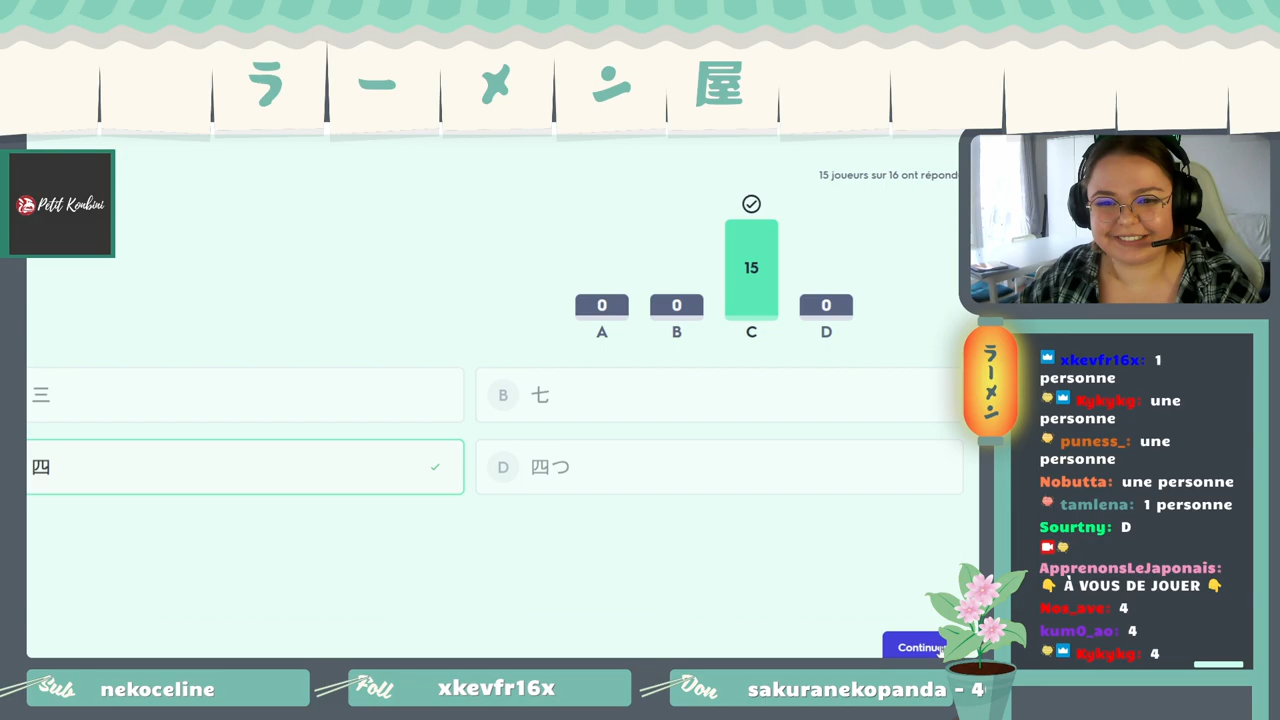 ラーメン屋
Petit Konbini
15 joueurs sur 16 ont répond
15
0
0
0
A
B
C
D
三
B 七
四
D 四つ
Continue
ラーメン
xkevfr16x: 1
personne
Kykykg: une
personne
puness_: une
personne
Nobutta: une personne
tamlena: 1 personne
Sourtny: D
ApprenonsLeJaponais:
👇 À VOUS DE JOUER 👇
Nos_ave: 4
kum0_ao: 4
Kykykg: 4
Sub nekoceline
Foll xkevfr16x
Don sakuranekopanda - 4